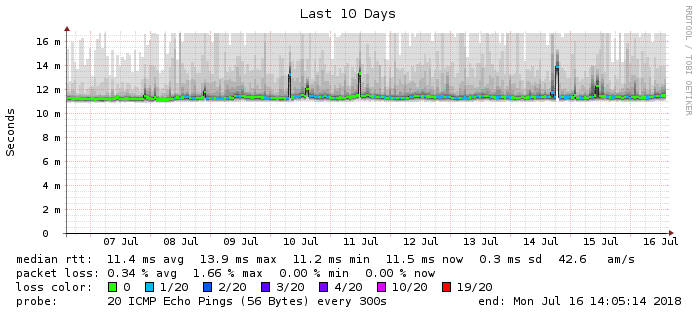 Last 10 Days
RRDTOOL / TOBI OETIKER
Seconds
16 m
14 m
12 m
10 m
8 m
6 m
4 m
2 m
0
07 Jul 08 Jul 09 Jul 10 Jul 11 Jul 12 Jul 13 Jul 14 Jul 15 Jul 16 Jul
median rtt: 11.4 ms avg 13.9 ms max 11.2 ms min 11.5 ms now 0.3 ms sd 42.6 am/s
packet loss: 0.34 % avg 1.66 % max 0.00 % min 0.00 % now
loss color: 0 1/20 2/20 3/20 4/20 10/20 19/20
probe: 20 ICMP Echo Pings (56 Bytes) every 300s end: Mon Jul 16 14:05:14 2018